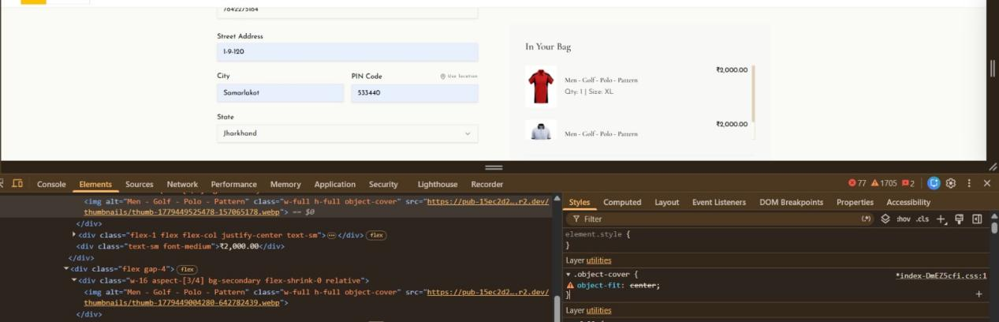 7842275184
Street Address
1-9-120
City
PIN Code
Use location
Samarlakot
533440
State
Jharkhand
In Your Bag
Men - Golf - Polo - Pattern
Qty: 1 | Size: XL
₹2,000.00
Men - Golf - Polo - Pattern
₹2,000.00
Console Elements Sources Network Performance Memory Application Security Lighthouse Recorder
77 1705 2
<img alt="Men - Golf - Polo - Pattern" class="w-full h-full object-cover" src="https://pub-15ec2d2….r2.dev/
thumbnails/thumb-1779449525478-157065178.webp"> == $0
</div>
<div class="flex-1 flex flex-col justify-center text-sm"> … </div> flex
<div class="text-sm font-medium">₹2,000.00</div>
</div>
<div class="flex gap-4"> flex
<div class="w-16 aspect-[3/4] bg-secondary flex-shrink-0 relative">
<img alt="Men - Golf - Polo - Pattern" class="w-full h-full object-cover" src="https://pub-15ec2d2….r2.dev/
thumbnails/thumb-1779449004280-642782439.webp">
</div>
Styles Computed Layout Event Listeners DOM Breakpoints Properties Accessibility
Filter
:hov .cls
element.style {
}
Layer utilities
.object-cover {
*index-DmEZ5cfi.css:1
object-fit: center;
}
Layer utilities